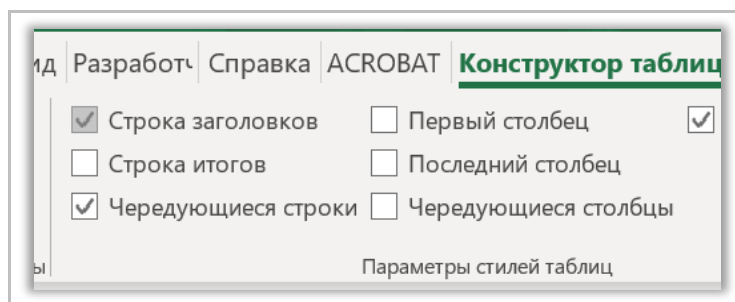 ид Разработч Справка ACROBAT Конструктор таблиц
Строка заголовков Первый столбец
Строка итогов Последний столбец
Чередующиеся строки Чередующиеся столбцы
ы Параметры стилей таблиц